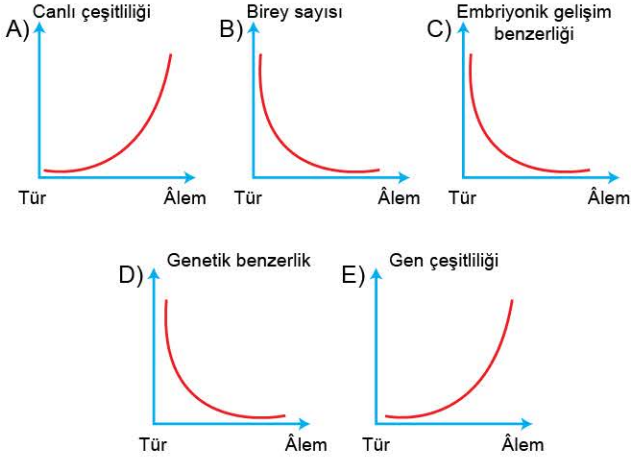 A) Canlı çeşitliliği
Tür Âlem
B) Birey sayısı
Tür Âlem
C) Embriyonik gelişim
benzerliği
Tür Âlem
D) Genetik benzerlik
Tür Âlem
E) Gen çeşitliliği
Tür Âlem